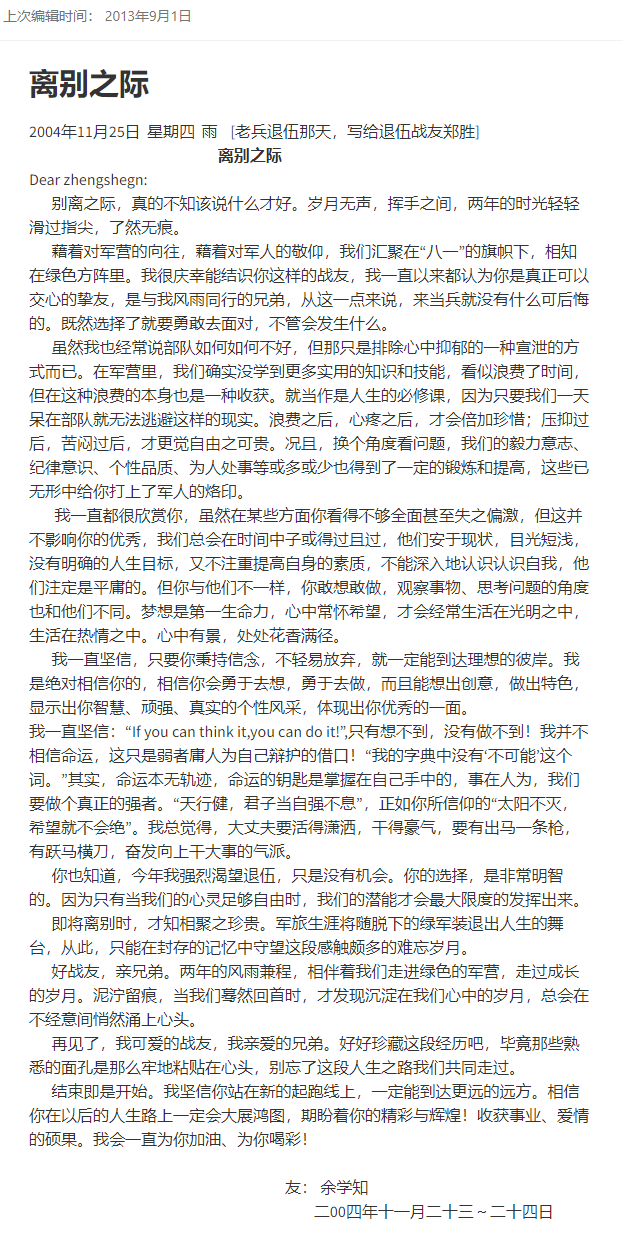 上次编辑时间： 2013年9月1日
离别之际
2004年11月25日 星期四 雨 [老兵退伍那天，写给退伍战友郑胜]
离别之际
Dear zhengshegn:
别离之际，真的不知该说什么才好。岁月无声，挥手之间，两年的时光轻轻
滑过指尖，了然无痕。
藉着对军营的向往，藉着对军人的敬仰，我们汇聚在“八一”的旗帜下，相知
在绿色方阵里。我很庆幸能结识你这样的战友，我一直以来都认为你是真正可以
交心的挚友，是与我风雨同行的兄弟，从这一点来说，来当兵就没有什么可后悔
的。既然选择了就要勇敢去面对，不管会发生什么。
虽然我也经常说部队如何如何不好，但那只是排除心中抑郁的一种宣泄的方
式而已。在军营里，我们确实没学到更多实用的知识和技能，看似浪费了时间，
但在这种浪费的本身也是一种收获。就当作是人生的必修课，因为只要我们一天
呆在部队就无法逃避这样的现实。浪费之后，心疼之后，才会倍加珍惜；压抑过
后，苦闷过后，才更觉自由之可贵。况且，换个角度看问题，我们的毅力意志、
纪律意识、个性品质、为人处事等或多或少也得到了一定的锻炼和提高，这些已
无形中给你打上了军人的烙印。
我一直都很欣赏你，虽然在某些方面你看得不够全面甚至失之偏激，但这并
不影响你的优秀，我们总会在时间中子或得过且过，他们安于现状，目光短浅，
没有明确的人生目标，又不注重提高自身的素质，不能深入地认识认识自我，他
们注定是平庸的。但你与他们不一样，你敢想敢做，观察事物、思考问题的角度
也和他们不同。梦想是第一生命力，心中常怀希望，才会经常生活在光明之中，
生活在热情之中。心中有景，处处花香满径。
我一直坚信，只要你秉持信念，不轻易放弃，就一定能到达理想的彼岸。我
是绝对相信你的，相信你会勇于去想，勇于去做，而且能想出创意，做出特色，
显示出你智慧、顽强、真实的个性风采，体现出你优秀的一面。
我一直坚信：“If you can think it,you can do it!”,只有想不到，没有做不到！我并不
相信命运，这只是弱者庸人为自己辩护的借口！“我的字典中没有‘不可能’这个
词。”其实，命运本无轨迹，命运的钥匙是掌握在自己手中的，事在人为，我们
要做个真正的强者。“天行健，君子当自强不息”，正如你所信仰的“太阳不灭，
希望就不会绝”。我总觉得，大丈夫要活得潇洒，干得豪气，要有出马一条枪，
有跃马横刀，奋发向上干大事的气派。
你也知道，今年我强烈渴望退伍，只是没有机会。你的选择，是非常明智
的。因为只有当我们的心灵足够自由时，我们的潜能才会最大限度的发挥出来。
即将离别时，才知相聚之珍贵。军旅生涯将随脱下的绿军装退出人生的舞
台，从此，只能在封存的记忆中守望这段感触颇多的难忘岁月。
好战友，亲兄弟。两年的风雨兼程，相伴着我们走进绿色的军营，走过成长
的岁月。泥泞留痕，当我们蓦然回首时，才发现沉淀在我们心中的岁月，总会在
不经意间悄然涌上心头。
再见了，我可爱的战友，我亲爱的兄弟。好好珍藏这段经历吧，毕竟那些熟
悉的面孔是那么牢地粘贴在心头，别忘了这段人生之路我们共同走过。
结束即是开始。我坚信你站在新的起跑线上，一定能到达更远的远方。相信
你在以后的人生路上一定会大展鸿图，期盼着你的精彩与辉煌！收获事业、爱情
的硕果。我会一直为你加油、为你喝彩！
友： 余学知
二00四年十一月二十三～二十四日